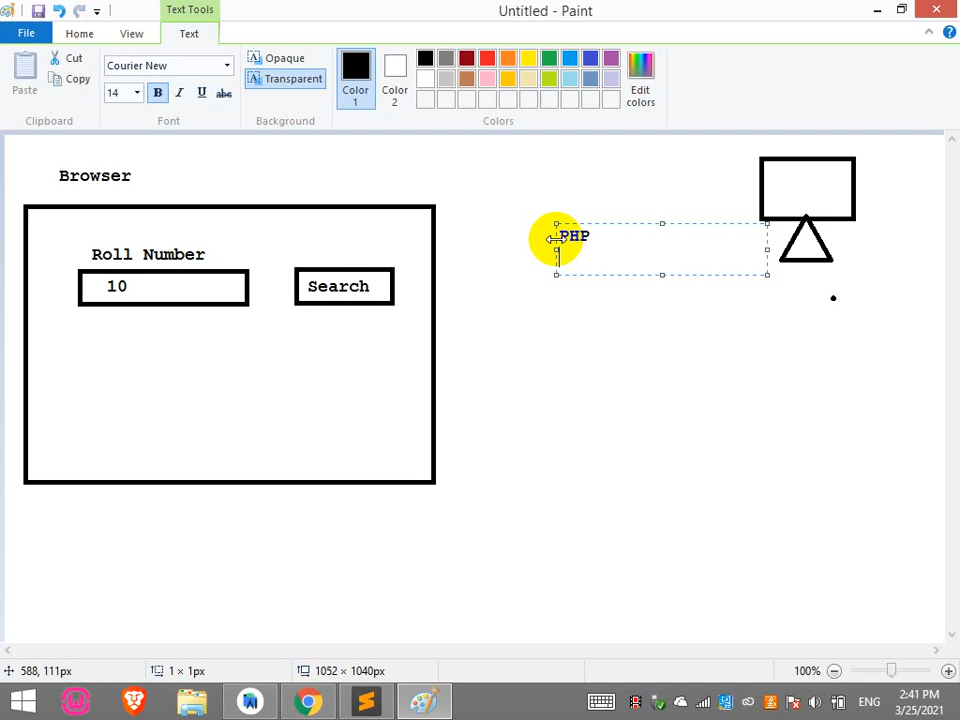 Text Tools
Untitled - Paint
File
Home
View
Text
Paste
Cut
Copy
Clipboard
Courier New
14
B
I
U
abc
Font
Opaque
Transparent
Background
Color
1
Color
2
Edit
colors
Colors
Browser
Roll Number
10
Search
PHP
588, 111px
1 × 1px
1052 × 1040px
100%
ENG
2:41 PM
3/25/2021